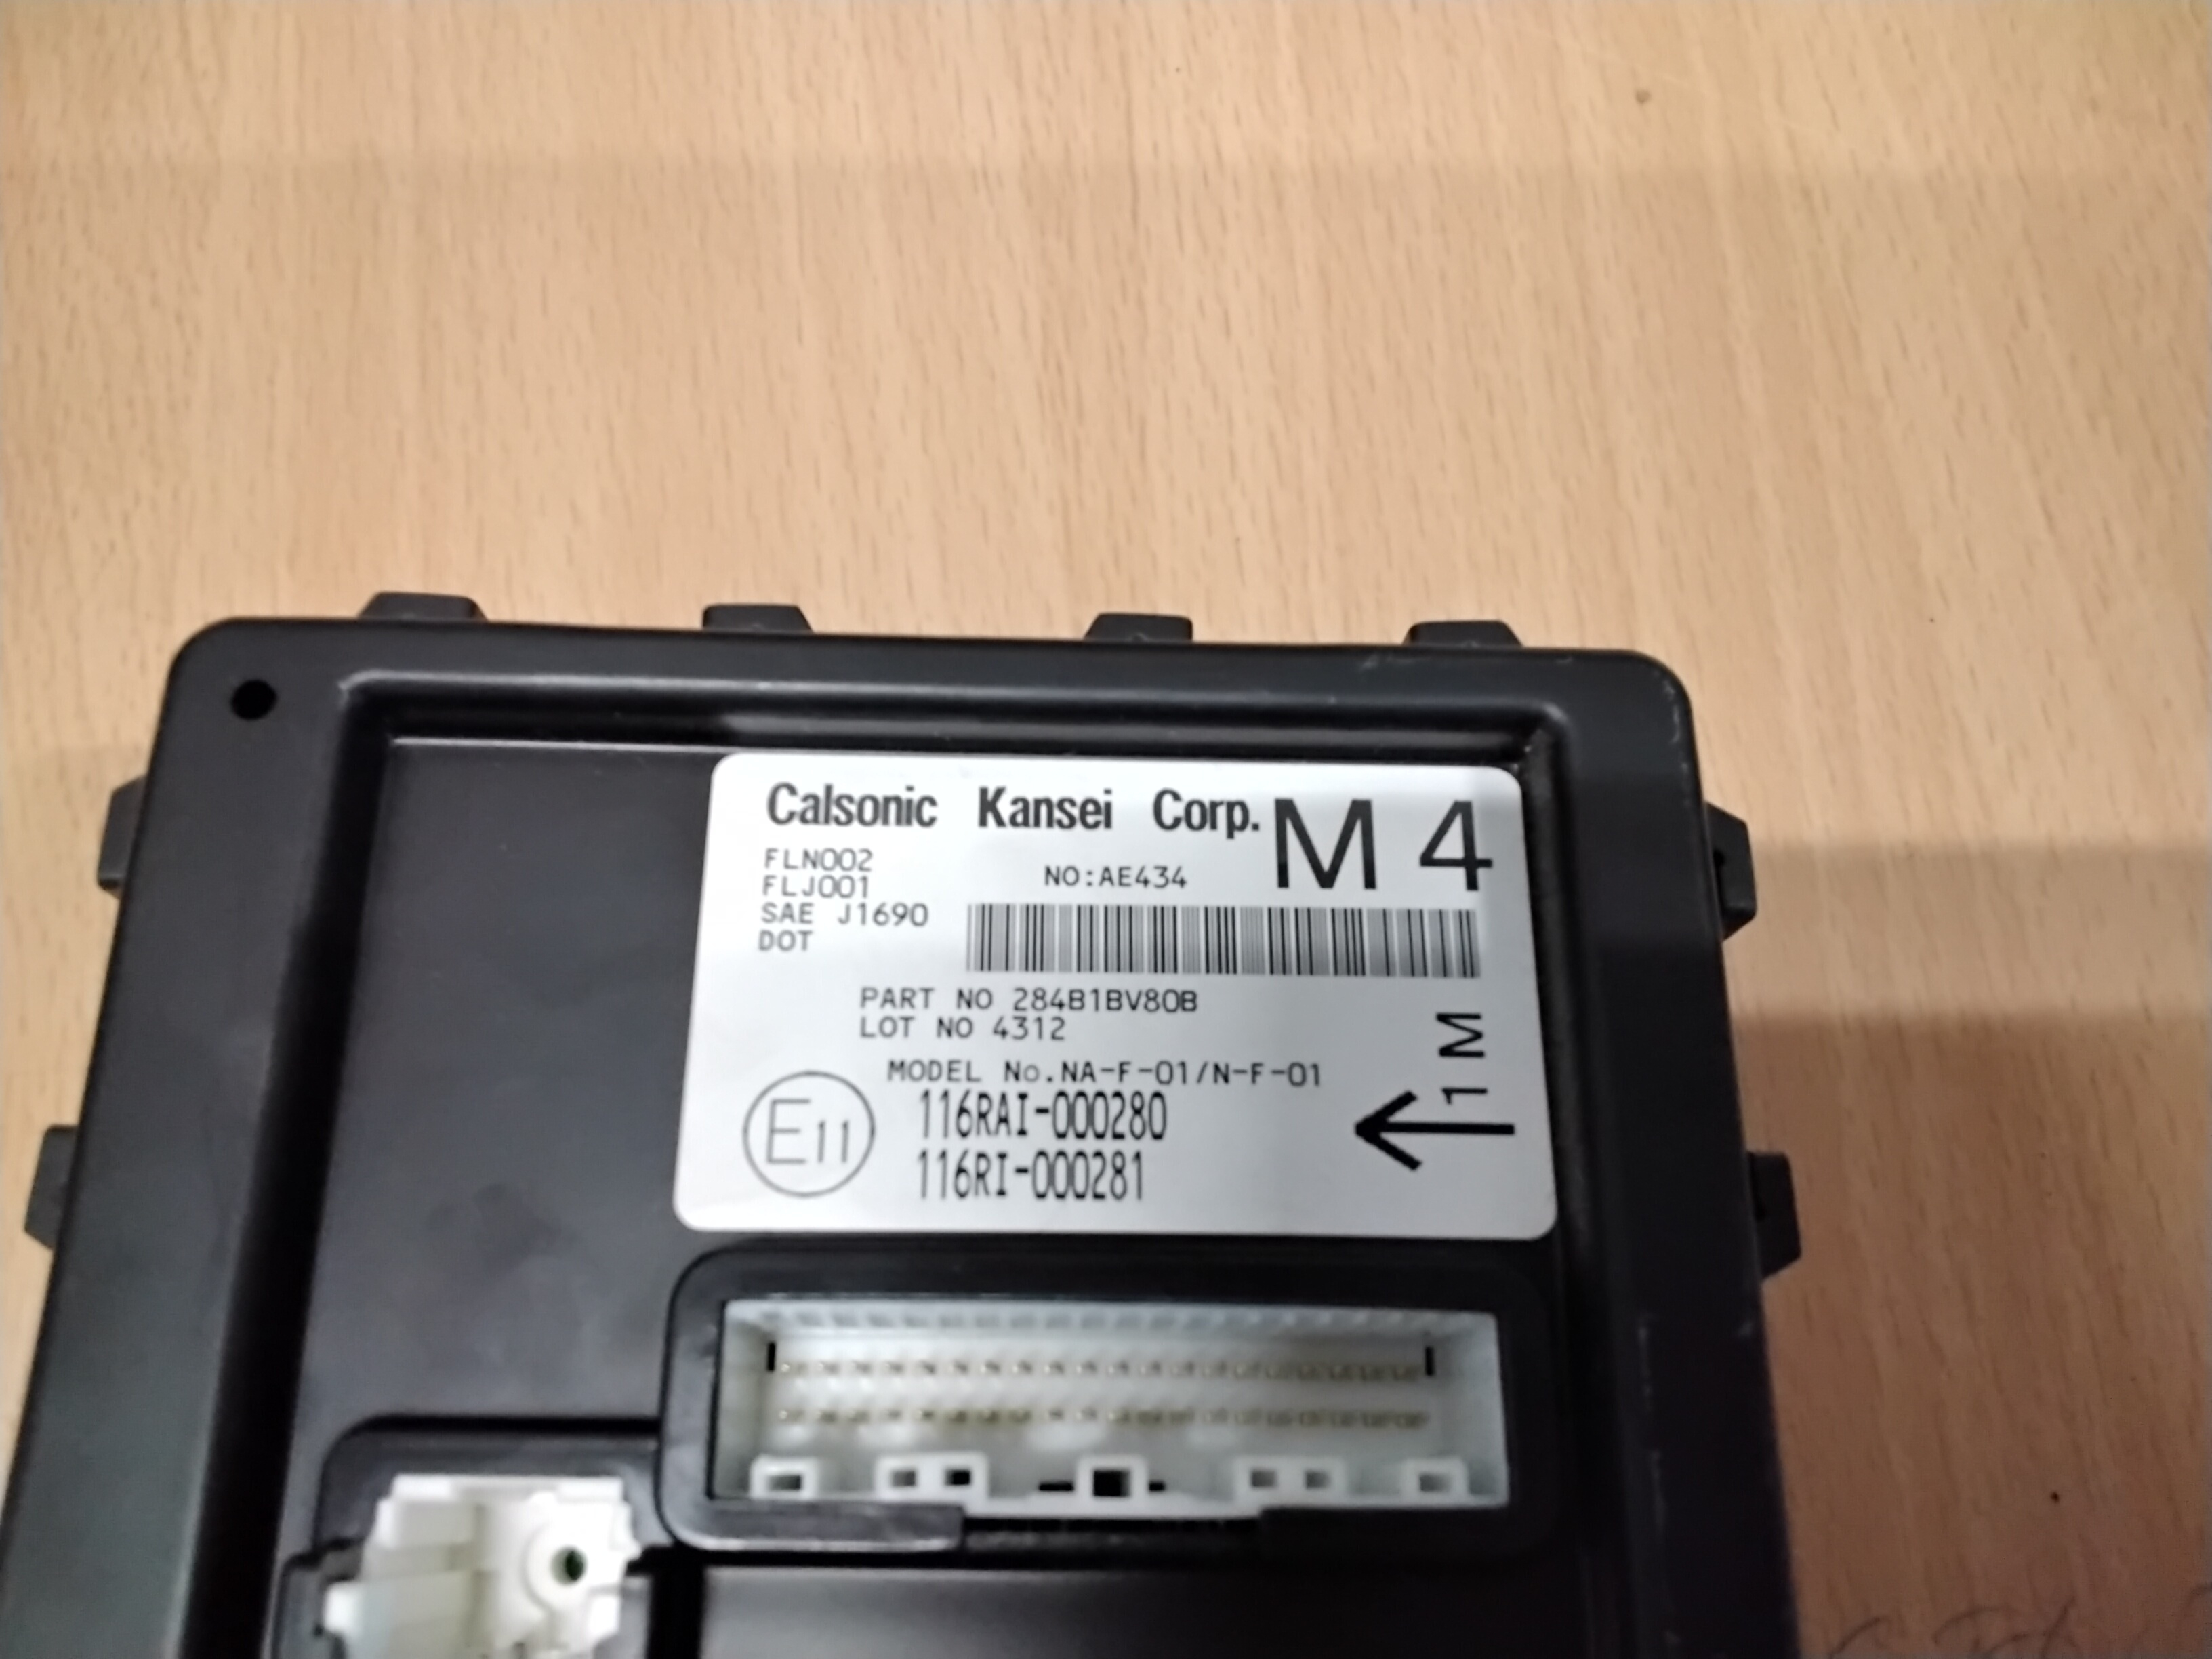 Calsonic Kansei Corp. M4
FLN002
FLJ001
NO:AE434
SAE J1690
DOT
PART NO 284B1BV80B
LOT NO 4312
1M
MODEL No.NA-F-01/N-F-01
E11
116RAI-000280
116RI-000281